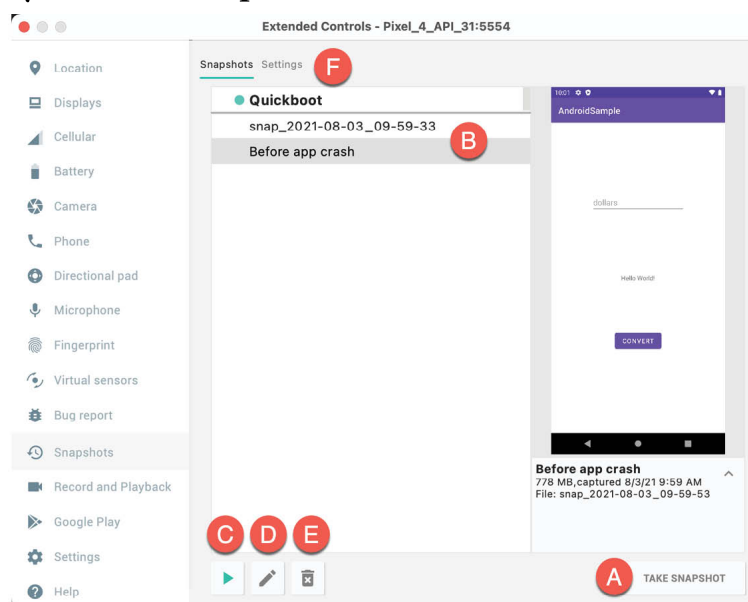 Extended Controls - Pixel_4_API_31:5554
Location
Displays
Cellular
Battery
Camera
Phone
Directional pad
Microphone
Fingerprint
Virtual sensors
Bug report
Snapshots
Record and Playback
Google Play
Settings
Help
Snapshots Settings F
Quickboot
snap_2021-08-03_09-59-33
B
Before app crash
C D E
10:01
AndroidSample
dollars
Hello World!
CONVERT
Before app crash
778 MB,captured 8/3/21 9:59 AM
File: snap_2021-08-03_09-59-53
A TAKE SNAPSHOT